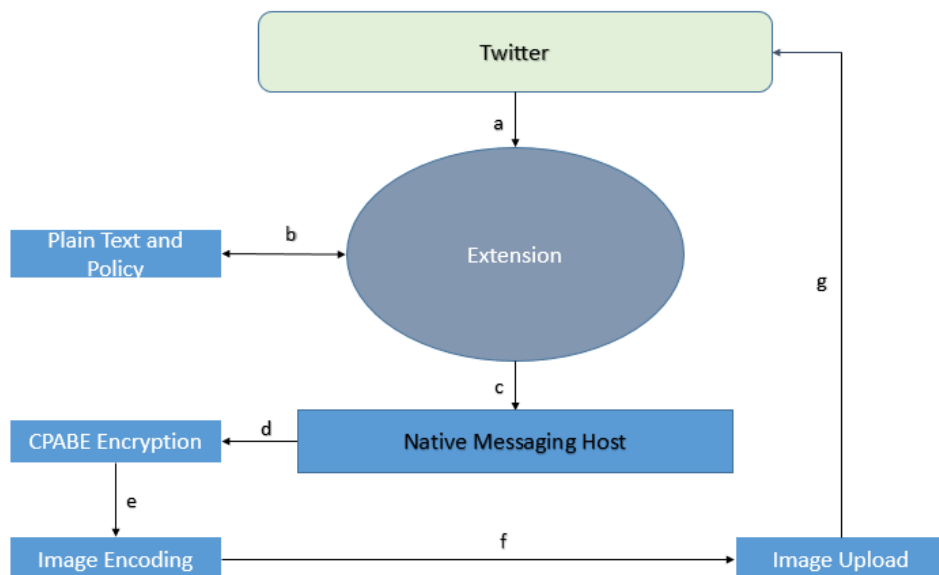 Twitter
a
b
Plain Text and
Policy
Extension
g
c
CPABE Encryption
d
Native Messaging Host
e
f
Image Encoding
Image Upload